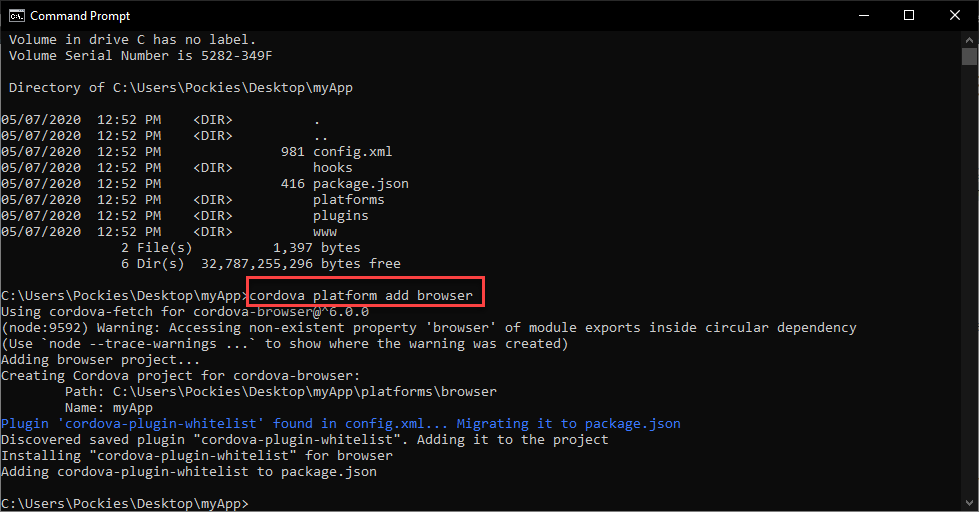 Command Prompt
Volume in drive C has no label.
Volume Serial Number is 5282-349F
Directory of C:\Users\Pockies\Desktop\myApp
05/07/2020  12:52 PM    <DIR>          .
05/07/2020  12:52 PM    <DIR>          ..
05/07/2020  12:52 PM               981 config.xml
05/07/2020  12:52 PM    <DIR>          hooks
05/07/2020  12:52 PM               416 package.json
05/07/2020  12:52 PM    <DIR>          platforms
05/07/2020  12:52 PM    <DIR>          plugins
05/07/2020  12:52 PM    <DIR>          www
2 File(s)          1,397 bytes
6 Dir(s)  32,787,255,296 bytes free
C:\Users\Pockies\Desktop\myApp>cordova platform add browser
Using cordova-fetch for cordova-browser@^6.0.0
(node:9592) Warning: Accessing non-existent property 'browser' of module exports inside circular dependency
(Use `node --trace-warnings ...` to show where the warning was created)
Adding browser project...
Creating Cordova project for cordova-browser:
Path: C:\Users\Pockies\Desktop\myApp\platforms\browser
Name: myApp
Plugin 'cordova-plugin-whitelist' found in config.xml... Migrating it to package.json
Discovered saved plugin "cordova-plugin-whitelist". Adding it to the project
Installing "cordova-plugin-whitelist" for browser
Adding cordova-plugin-whitelist to package.json
C:\Users\Pockies\Desktop\myApp>